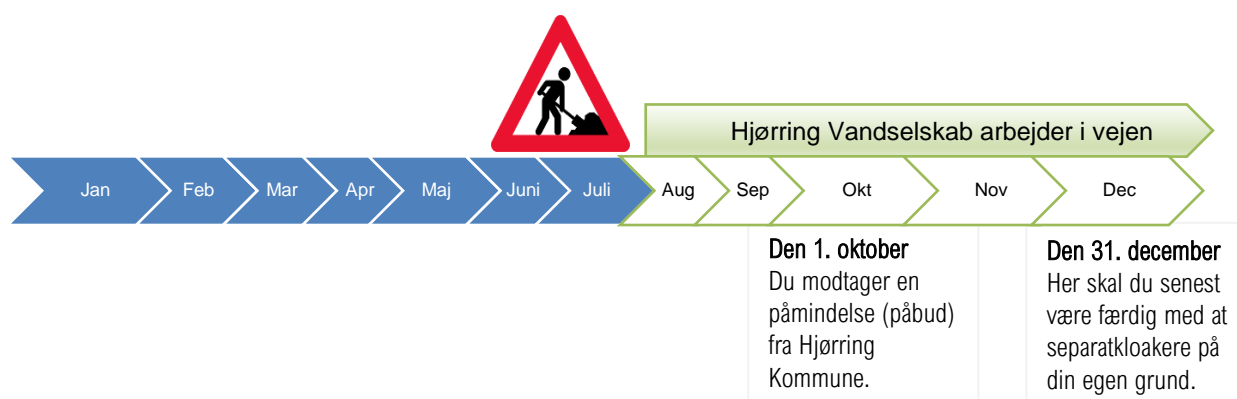 Hjørring Vandselskab arbejder i vejen
Jan Feb Mar Apr Maj Juni Juli Aug Sep Okt Nov Dec
Den 1. oktober
Du modtager en
påmindelse (påbud)
fra Hjørring
Kommune.
Den 31. december
Her skal du senest
være færdig med at
separatkloakere på
din egen grund.